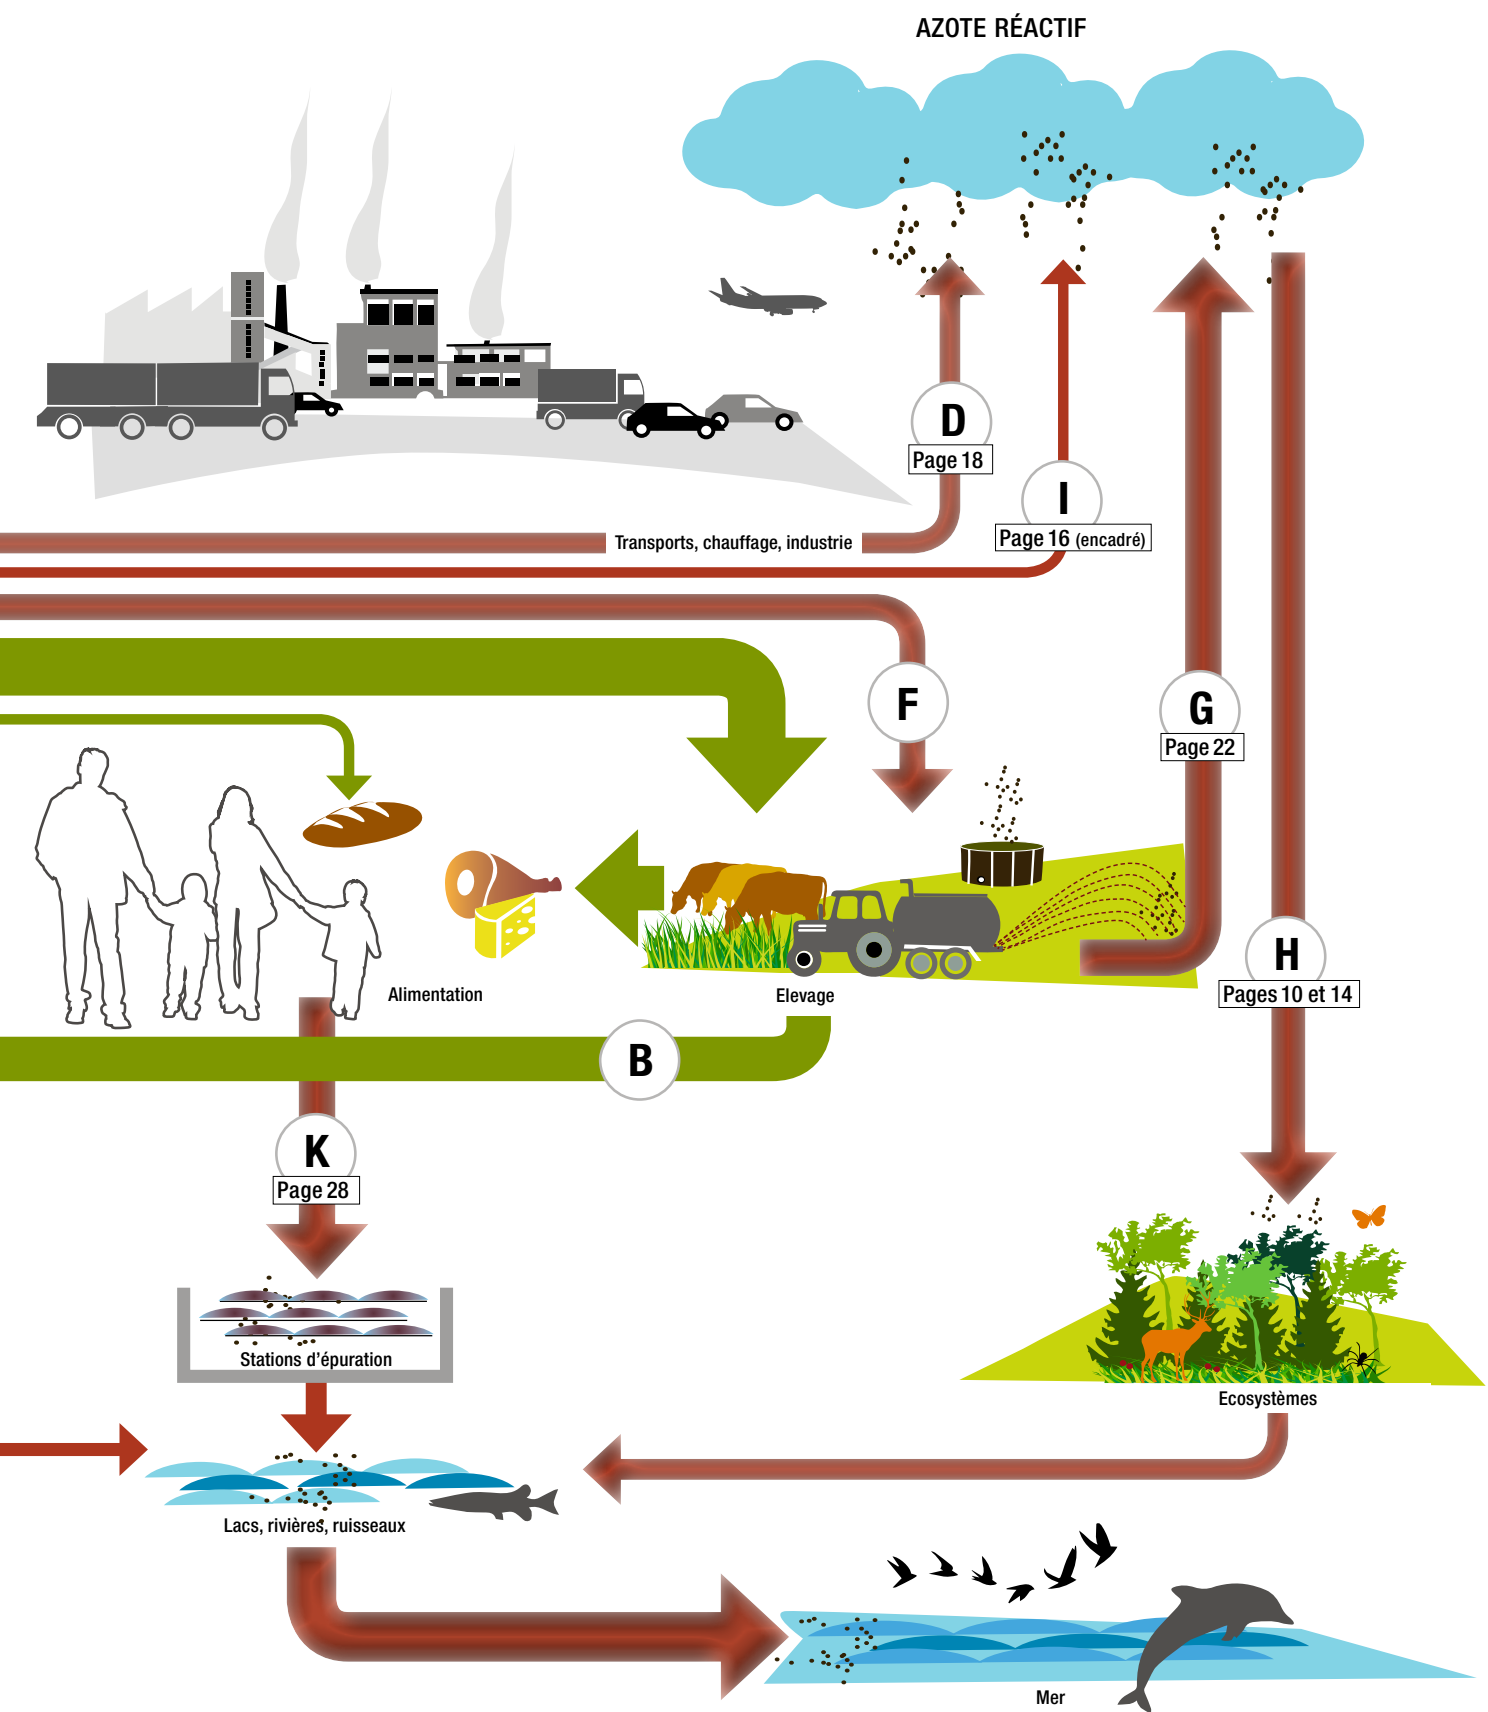 AZOTE RÉACTIF
D
Page 18
I
Page 16 (encadré)
Transports, chauffage, industrie
F
G
Page 22
H
Pages 10 et 14
Alimentation
Elevage
B
K
Page 28
Stations d'épuration
Ecosystèmes
Lacs, rivières, ruisseaux
Mer